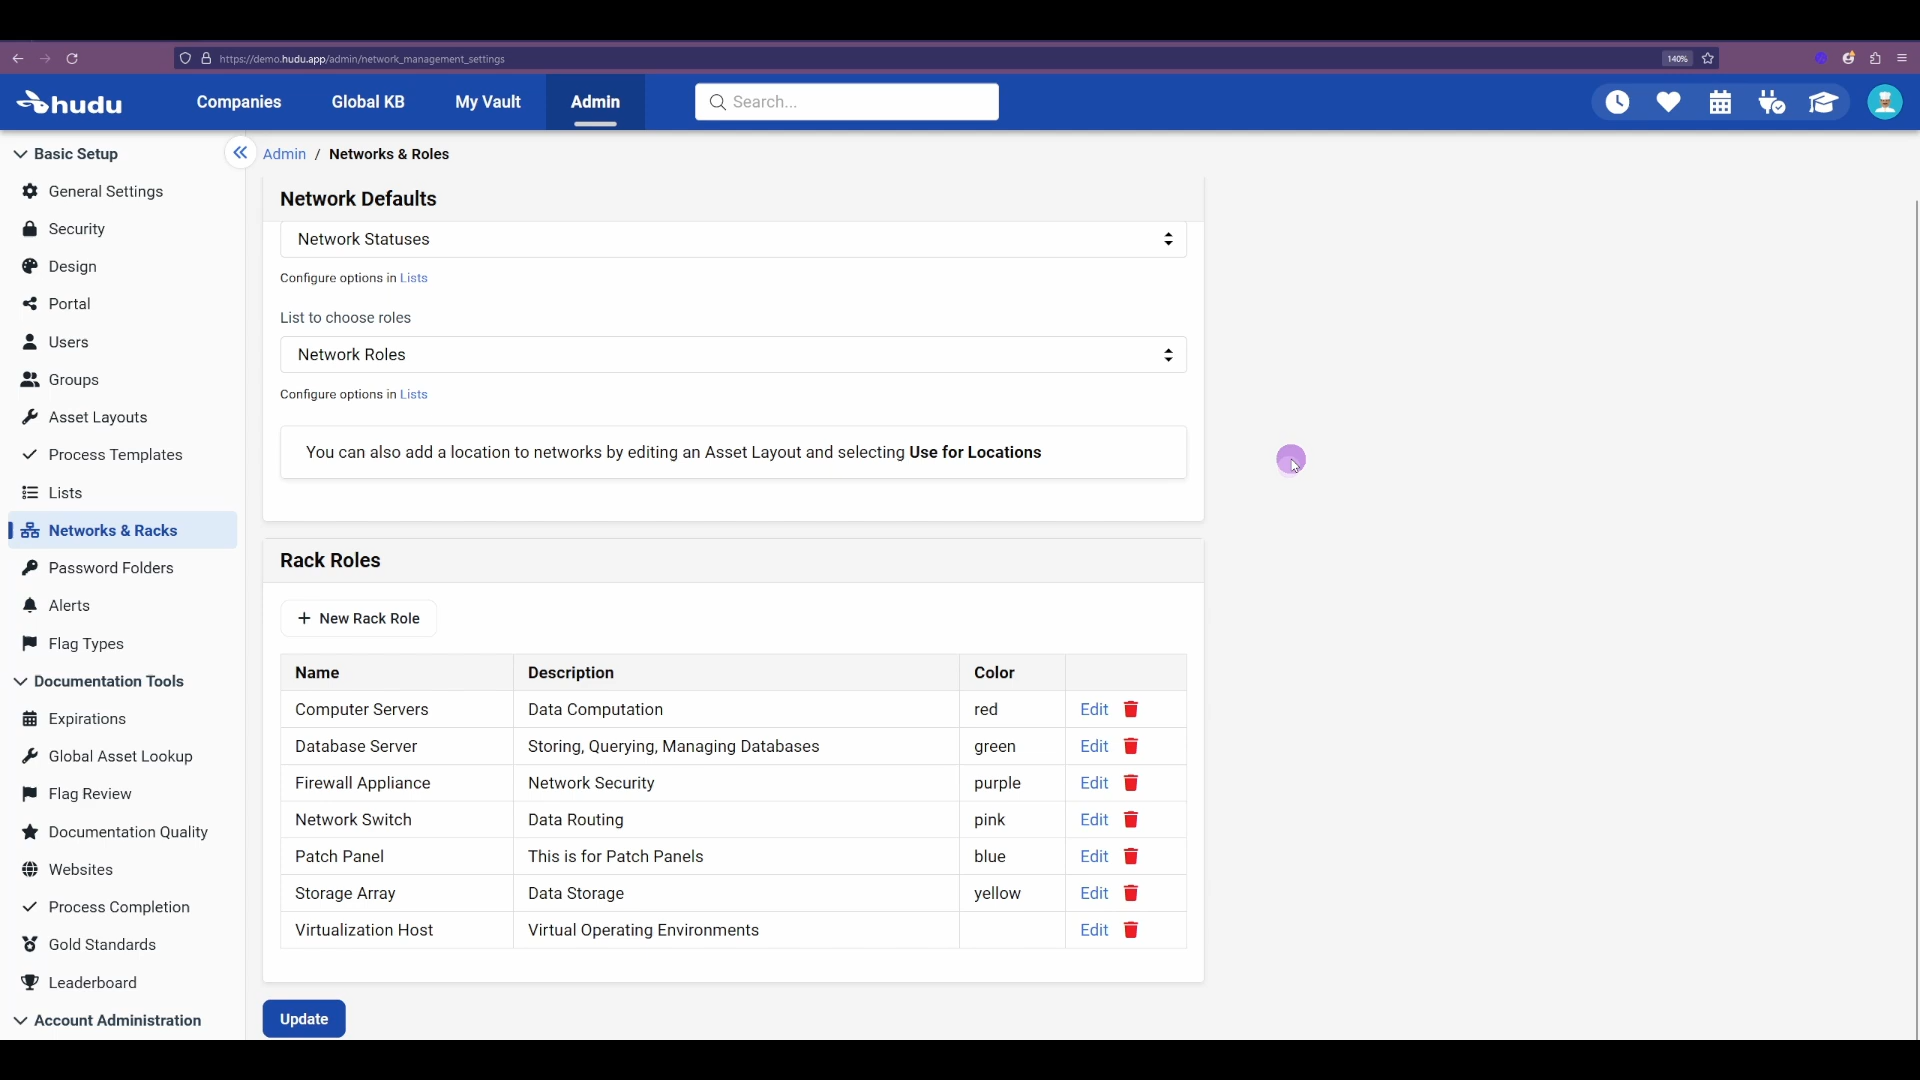 https://demo.hudu.app/admin/network_management_settings
140%
hudu
Companies
Global KB
My Vault
Admin
Search...
Basic Setup
General Settings
Security
Design
Portal
Users
Groups
Asset Layouts
Process Templates
Lists
Networks & Racks
Password Folders
Alerts
Flag Types
Documentation Tools
Expirations
Global Asset Lookup
Flag Review
Documentation Quality
Websites
Process Completion
Gold Standards
Leaderboard
Account Administration
Admin / Networks & Roles
Network Defaults
Network Statuses
Configure options in Lists
List to choose roles
Network Roles
Configure options in Lists
You can also add a location to networks by editing an Asset Layout and selecting Use for Locations
Rack Roles
+ New Rack Role
Name Description Color
Computer Servers Data Computation red Edit
Database Server Storing, Querying, Managing Databases green Edit
Firewall Appliance Network Security purple Edit
Network Switch Data Routing pink Edit
Patch Panel This is for Patch Panels blue Edit
Storage Array Data Storage yellow Edit
Virtualization Host Virtual Operating Environments Edit
Update